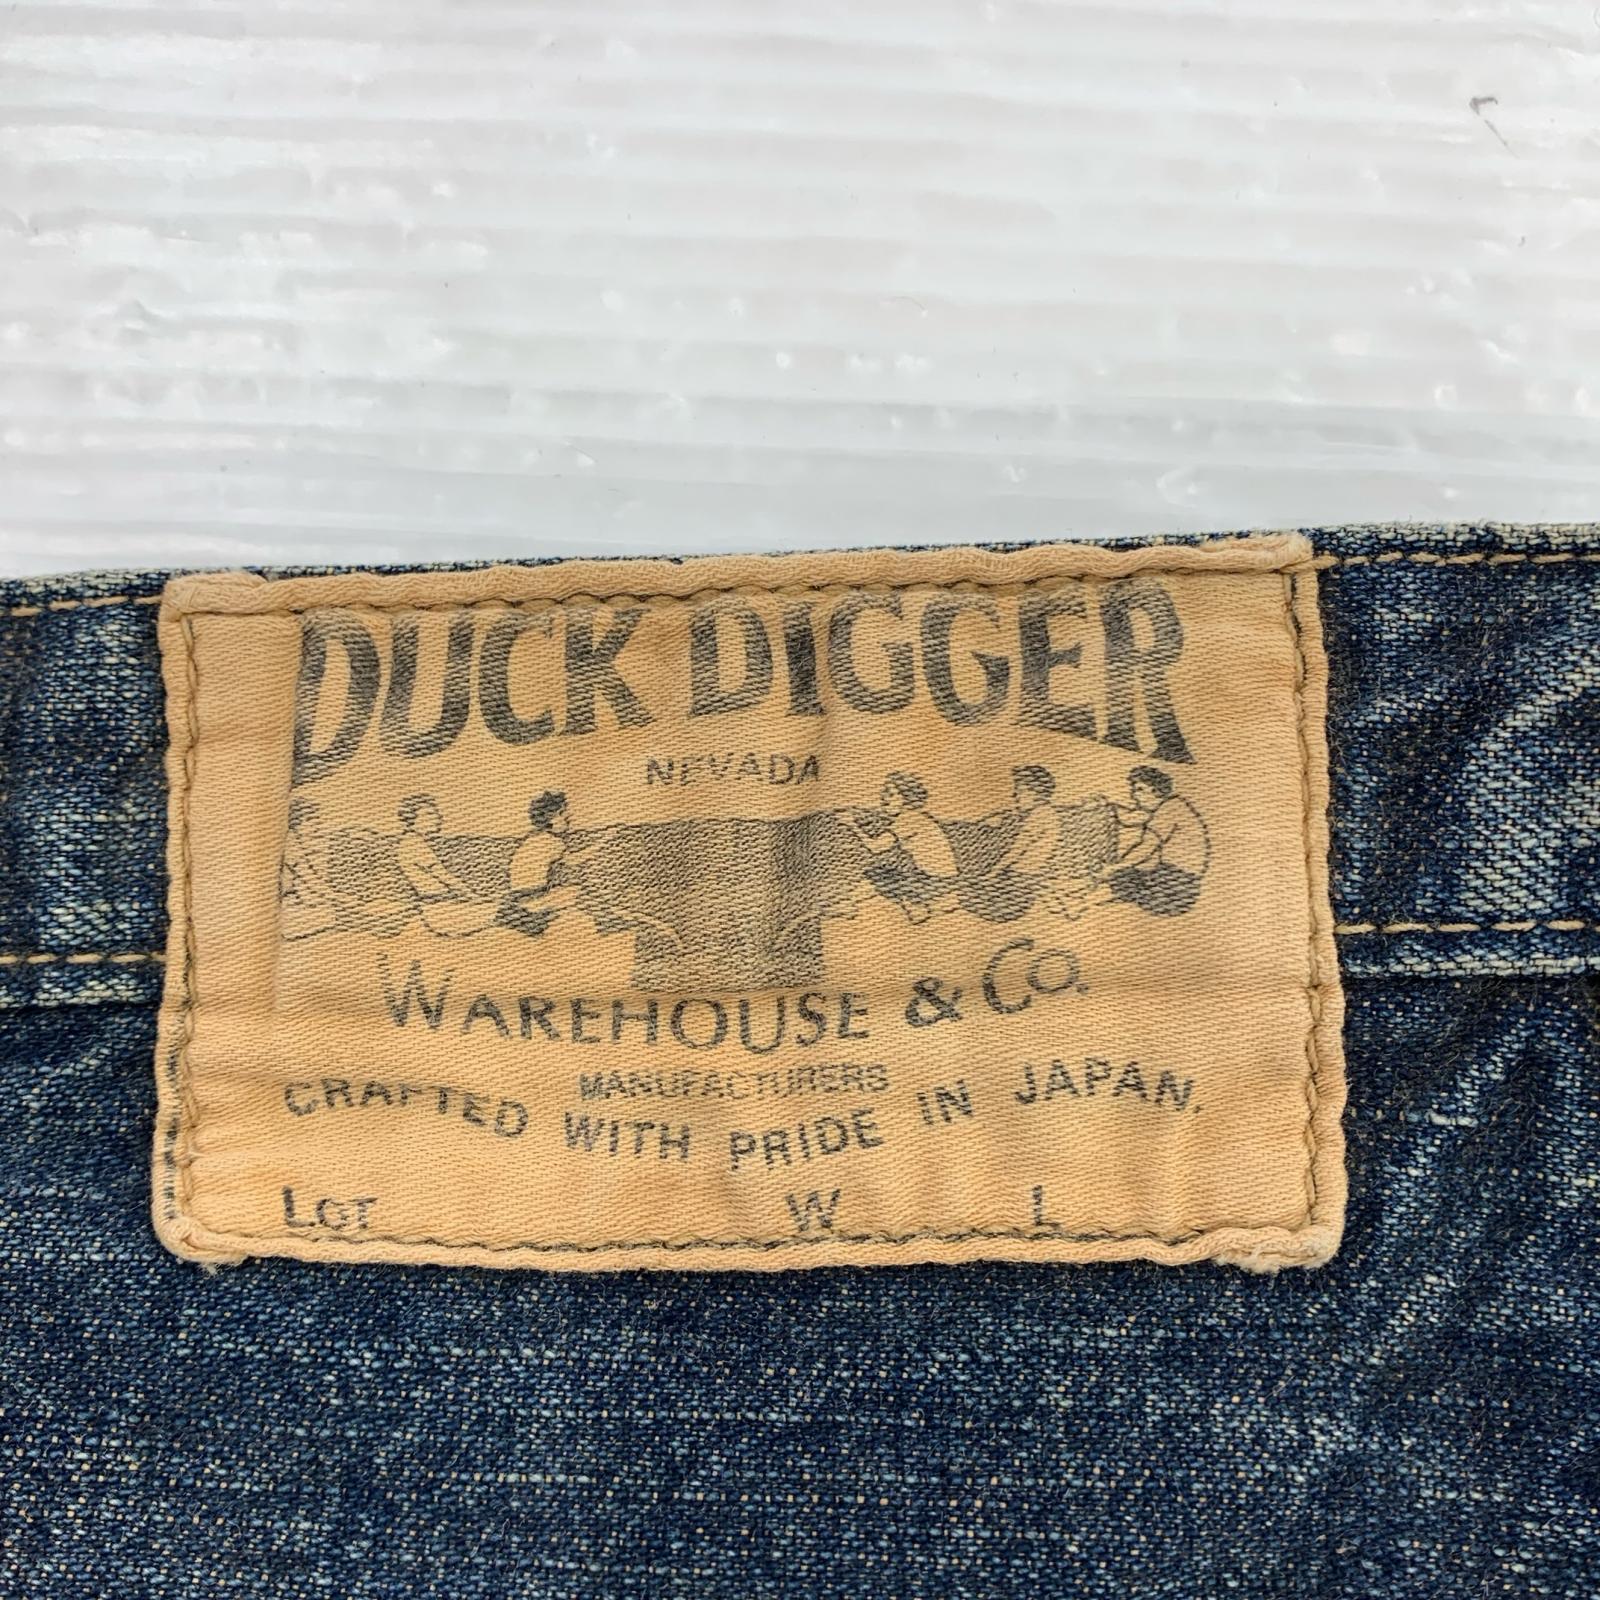 DUCK DIGGER
NEVADA
WAREHOUSE & Co.
MANUFACTURERS
CRAFTED WITH PRIDE IN JAPAN.
LOT W L